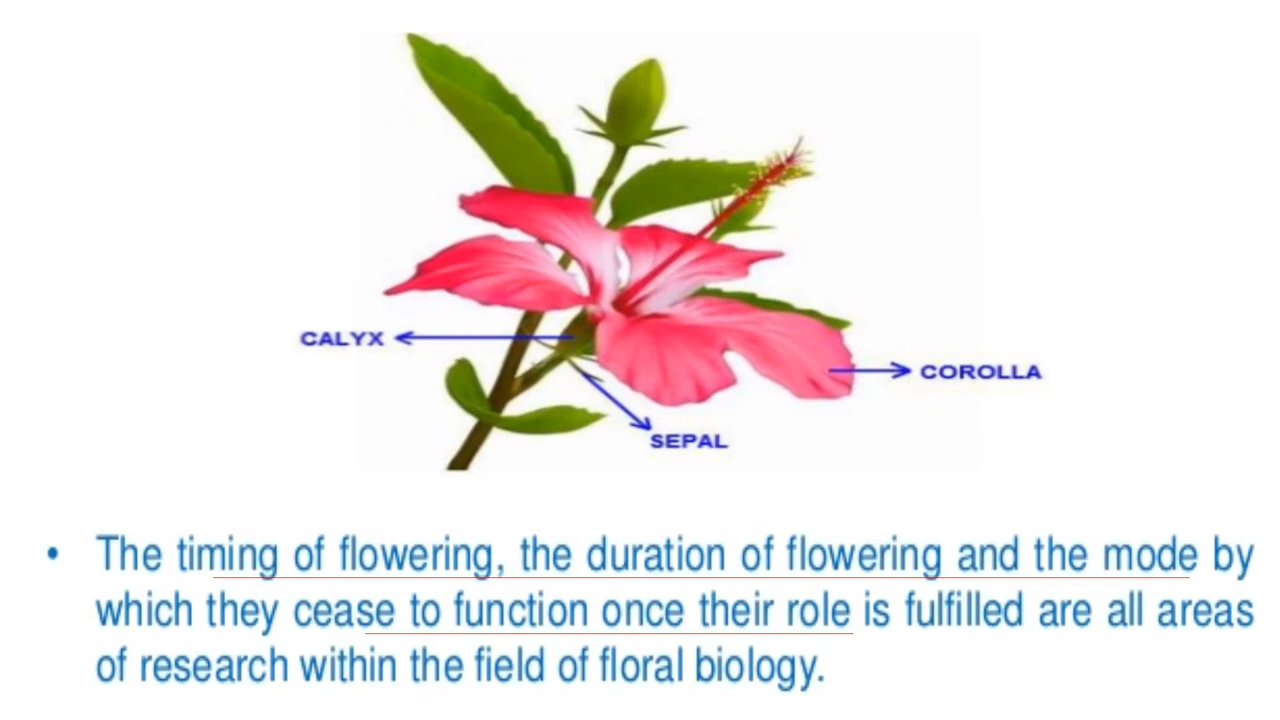 CALYX
COROLLA
SEPAL
• The timing of flowering, the duration of flowering and the mode by
which they cease to function once their role is fulfilled are all areas
of research within the field of floral biology.